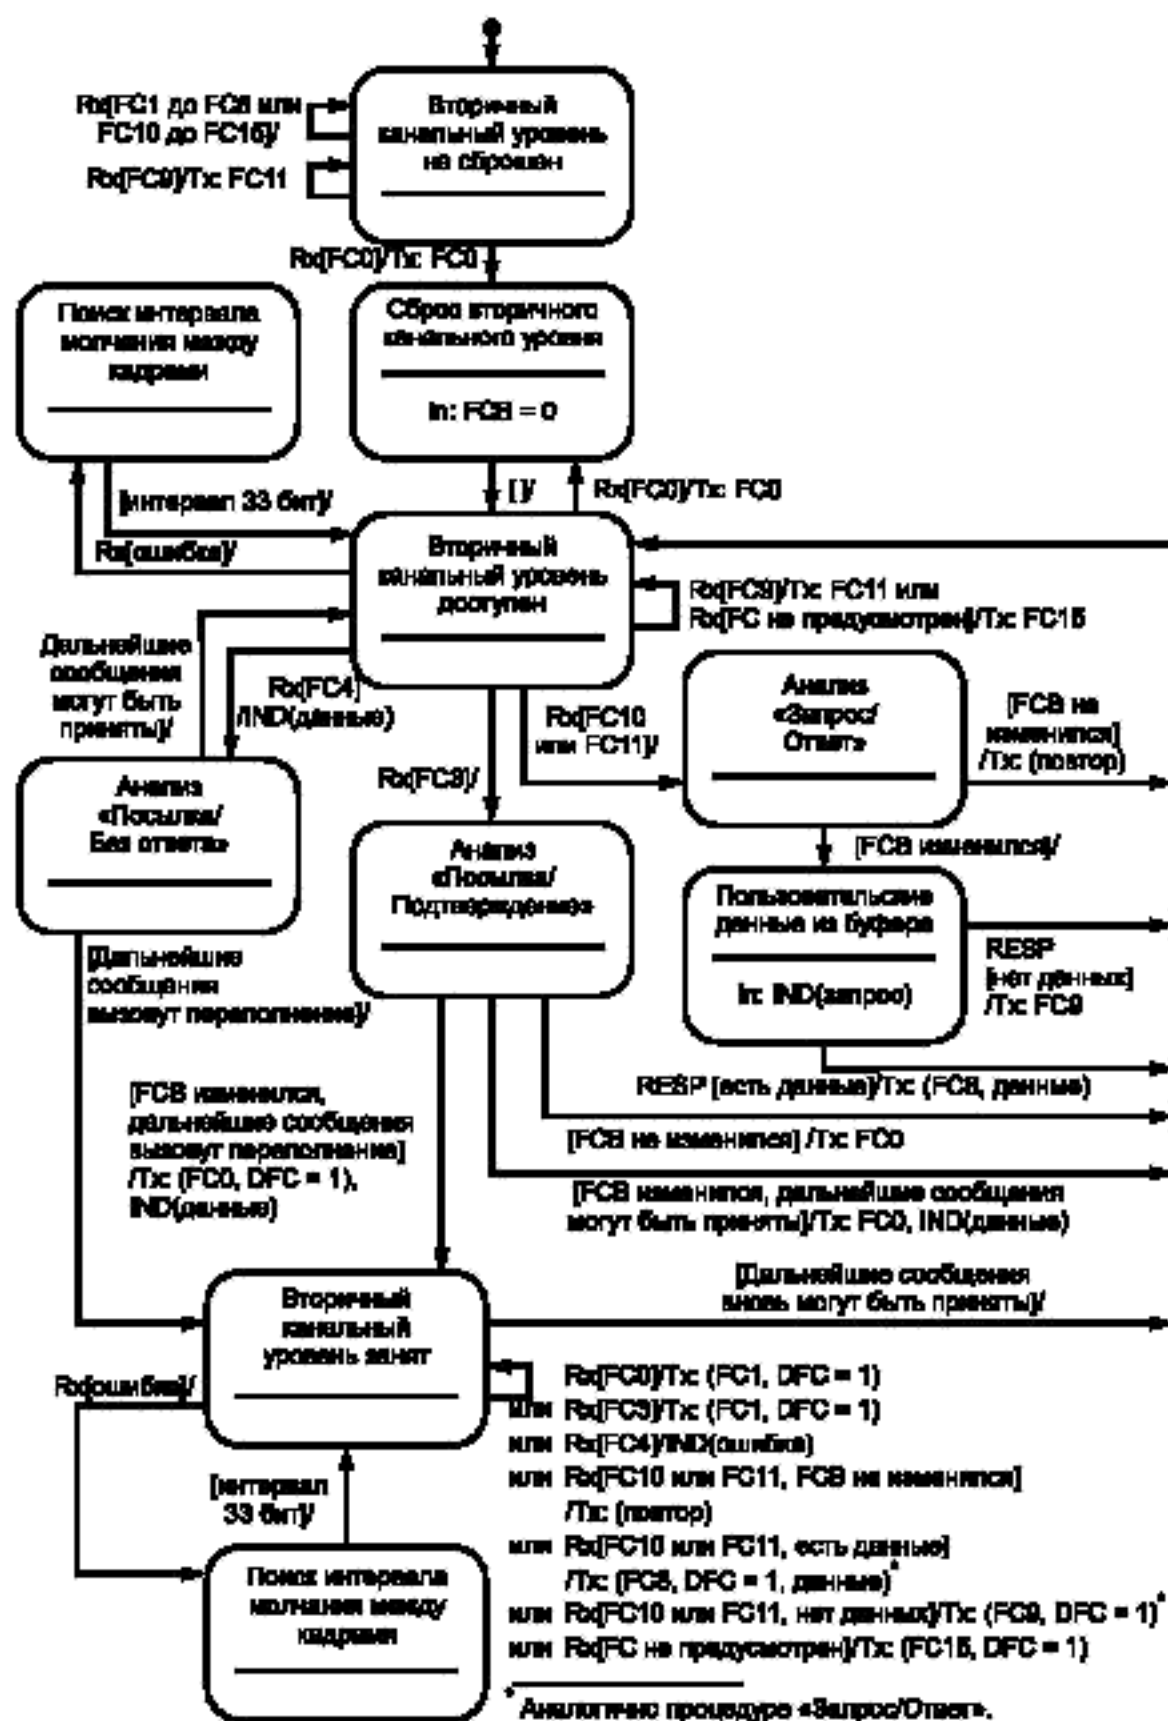 Rx[FC1 до FC8 или
FC10 до FC15]/
Rx[FC9]/Tx: FC11
Вторичный
канальный уровень
не сброшен
Rx[FC0]/Tx: FC0
Поиск интервала
молчания между
кадрами
Сброс вторичного
канального уровня
In: FCB = 0
[интервал 33 бит]/
Rx[ошибка]/
[ ]/
Rx[FC0]/Tx: FC0
Вторичный
канальный уровень
доступен
Rx[FC9]/Tx: FC11 или
Rx[FC не предусмотрен]/Tx: FC15
Дальнейшие
сообщения
могут быть
приняты]/
Rx[FC4]
/IND(данные)
Rx[FC3]/
Rx[FC10
или FC11]/
Анализ
«Запрос/
Ответ»
[FCB не
изменился]
/Tx: (повтор)
[FCB изменился]/
Анализ
«Посылка/
Без ответа»
Анализ
«Посылка/
Подтверждение»
Пользовательские
данные из буфера
In: IND(запрос)
RESP
[нет данных]
/Tx: FC9
[Дальнейшие
сообщения
вызовут переполнение]/
RESP [есть данные]/Tx: (FC8, данные)
[FCB не изменился] /Tx: FC0
[FCB изменился,
дальнейшие сообщения
вызовут переполнение]
/Tx: (FC0, DFC = 1),
IND(данные)
[FCB изменился, дальнейшие сообщения
могут быть приняты]/Tx: FC0, IND(данные)
[Дальнейшие сообщения
вновь могут быть приняты]/
Вторичный
канальный
уровень занят
Rx[ошибка]/
[интервал
33 бит]/
Поиск интервала
молчания между
кадрами
Rx[FC0]/Tx: (FC1, DFC = 1)
или Rx[FC3]/Tx: (FC1, DFC = 1)
или Rx[FC4]/IND(ошибка)
или Rx[FC10 или FC11, FCB не изменился]
/Tx: (повтор)
или Rx[FC10 или FC11, есть данные]
/Tx: (FC8, DFC = 1, данные)*
или Rx[FC10 или FC11, нет данных]/Tx: (FC9, DFC = 1)*
или Rx[FC не предусмотрен]/Tx: (FC15, DFC = 1)
* Аналогично процедуре «Запрос/Ответ».